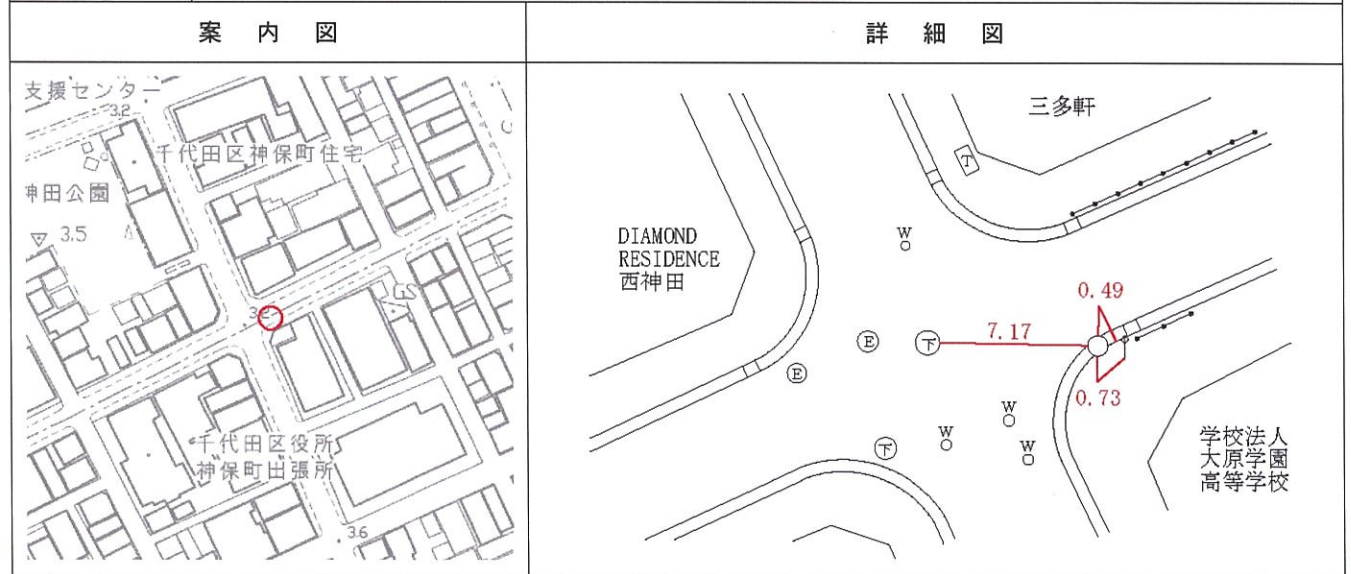 案内図
詳細図
支援センター
3.2
千代田区神保町住宅
神田公園
3.5
GS
3.2
千代田区役所
神保町出張所
3.6
三多軒
T
W
DIAMOND
RESIDENCE
西神田
0.49
7.17
E
下
E
0.73
W
W
下
W
学校法人
大原学園
高等学校